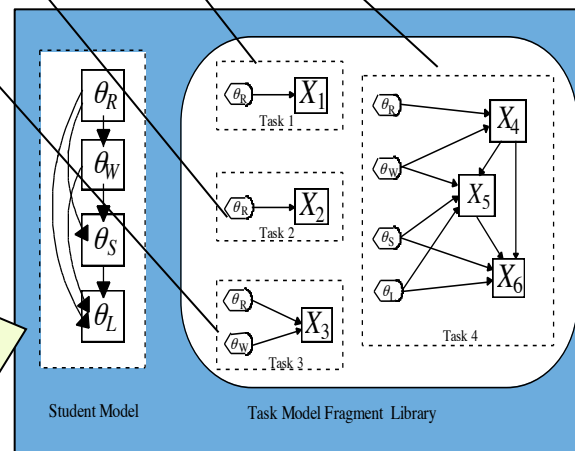 θR
θW
θS
θL
Student Model
θR
X1
Task 1
θR
X2
Task 2
θR
θW
X3
Task 3
θR
θW
θS
θL
X4
X5
X6
Task 4
Task Model Fragment Library